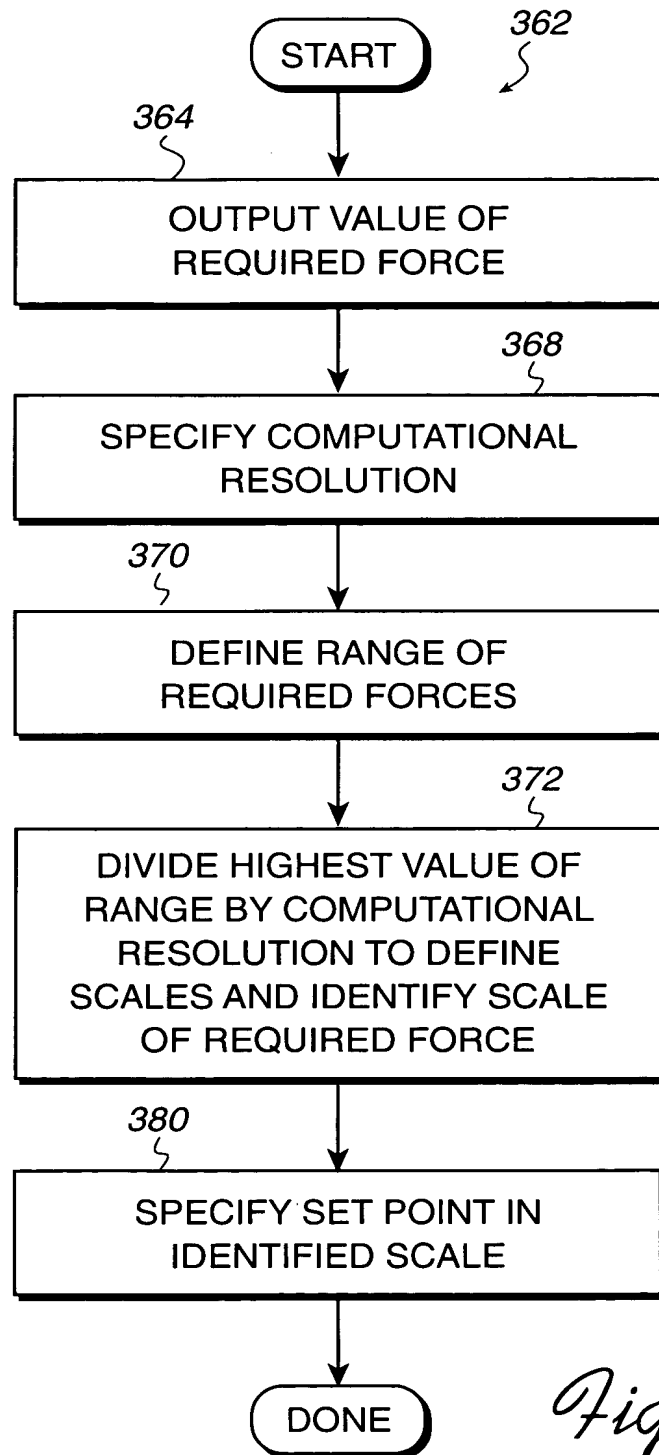 START
362
364
OUTPUT VALUE OF
REQUIRED FORCE
368
SPECIFY COMPUTATIONAL
RESOLUTION
370
DEFINE RANGE OF
REQUIRED FORCES
372
DIVIDE HIGHEST VALUE OF
RANGE BY COMPUTATIONAL
RESOLUTION TO DEFINE
SCALES AND IDENTIFY SCALE
OF REQUIRED FORCE
380
SPECIFY SET POINT IN
IDENTIFIED SCALE
DONE
Fig